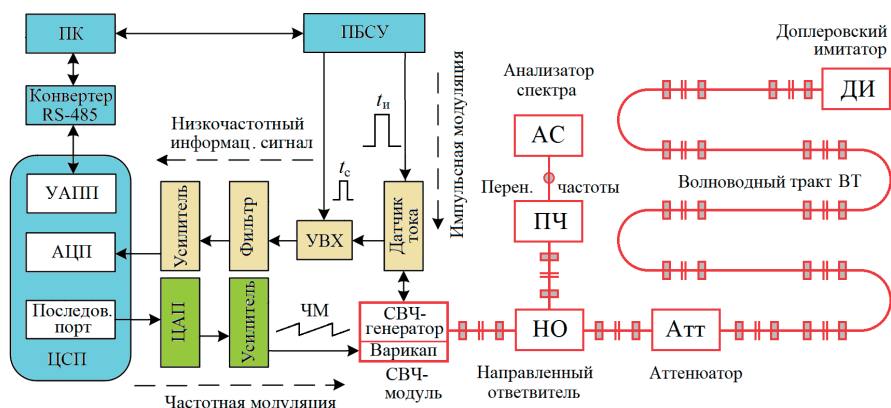 ПК
ПБСУ
Доплеровский
имитатор
Анализатор
спектра
ДИ
Конвертер
RS-485
tи
Импульсная модуляция
АС
Низкочастотный
информац. сигнал
tс
Перен. частоты
Волноводный тракт ВТ
УАПП
Усилитель
Фильтр
УВХ
Датчик
тока
ПЧ
АЦП
Последов.
порт
ЦАП
Усилитель
ЧМ
СВЧ-
генератор
Варикап
НО
Атт
ЦСП
СВЧ-
модуль
Направленный
ответвитель
Аттенюатор
Частотная модуляция